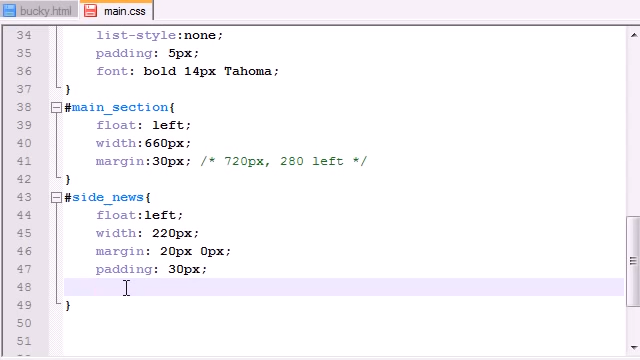 bucky.html main.css
34 list-style:none;
35 padding: 5px;
36 font: bold 14px Tahoma;
37 }
38 #main_section{
39 float: left;
40 width:660px;
41 margin:30px; /* 720px, 280 left */
42 }
43 #side_news{
44 float:left;
45 width: 220px;
46 margin: 20px 0px;
47 padding: 30px;
48
49 }
50
51